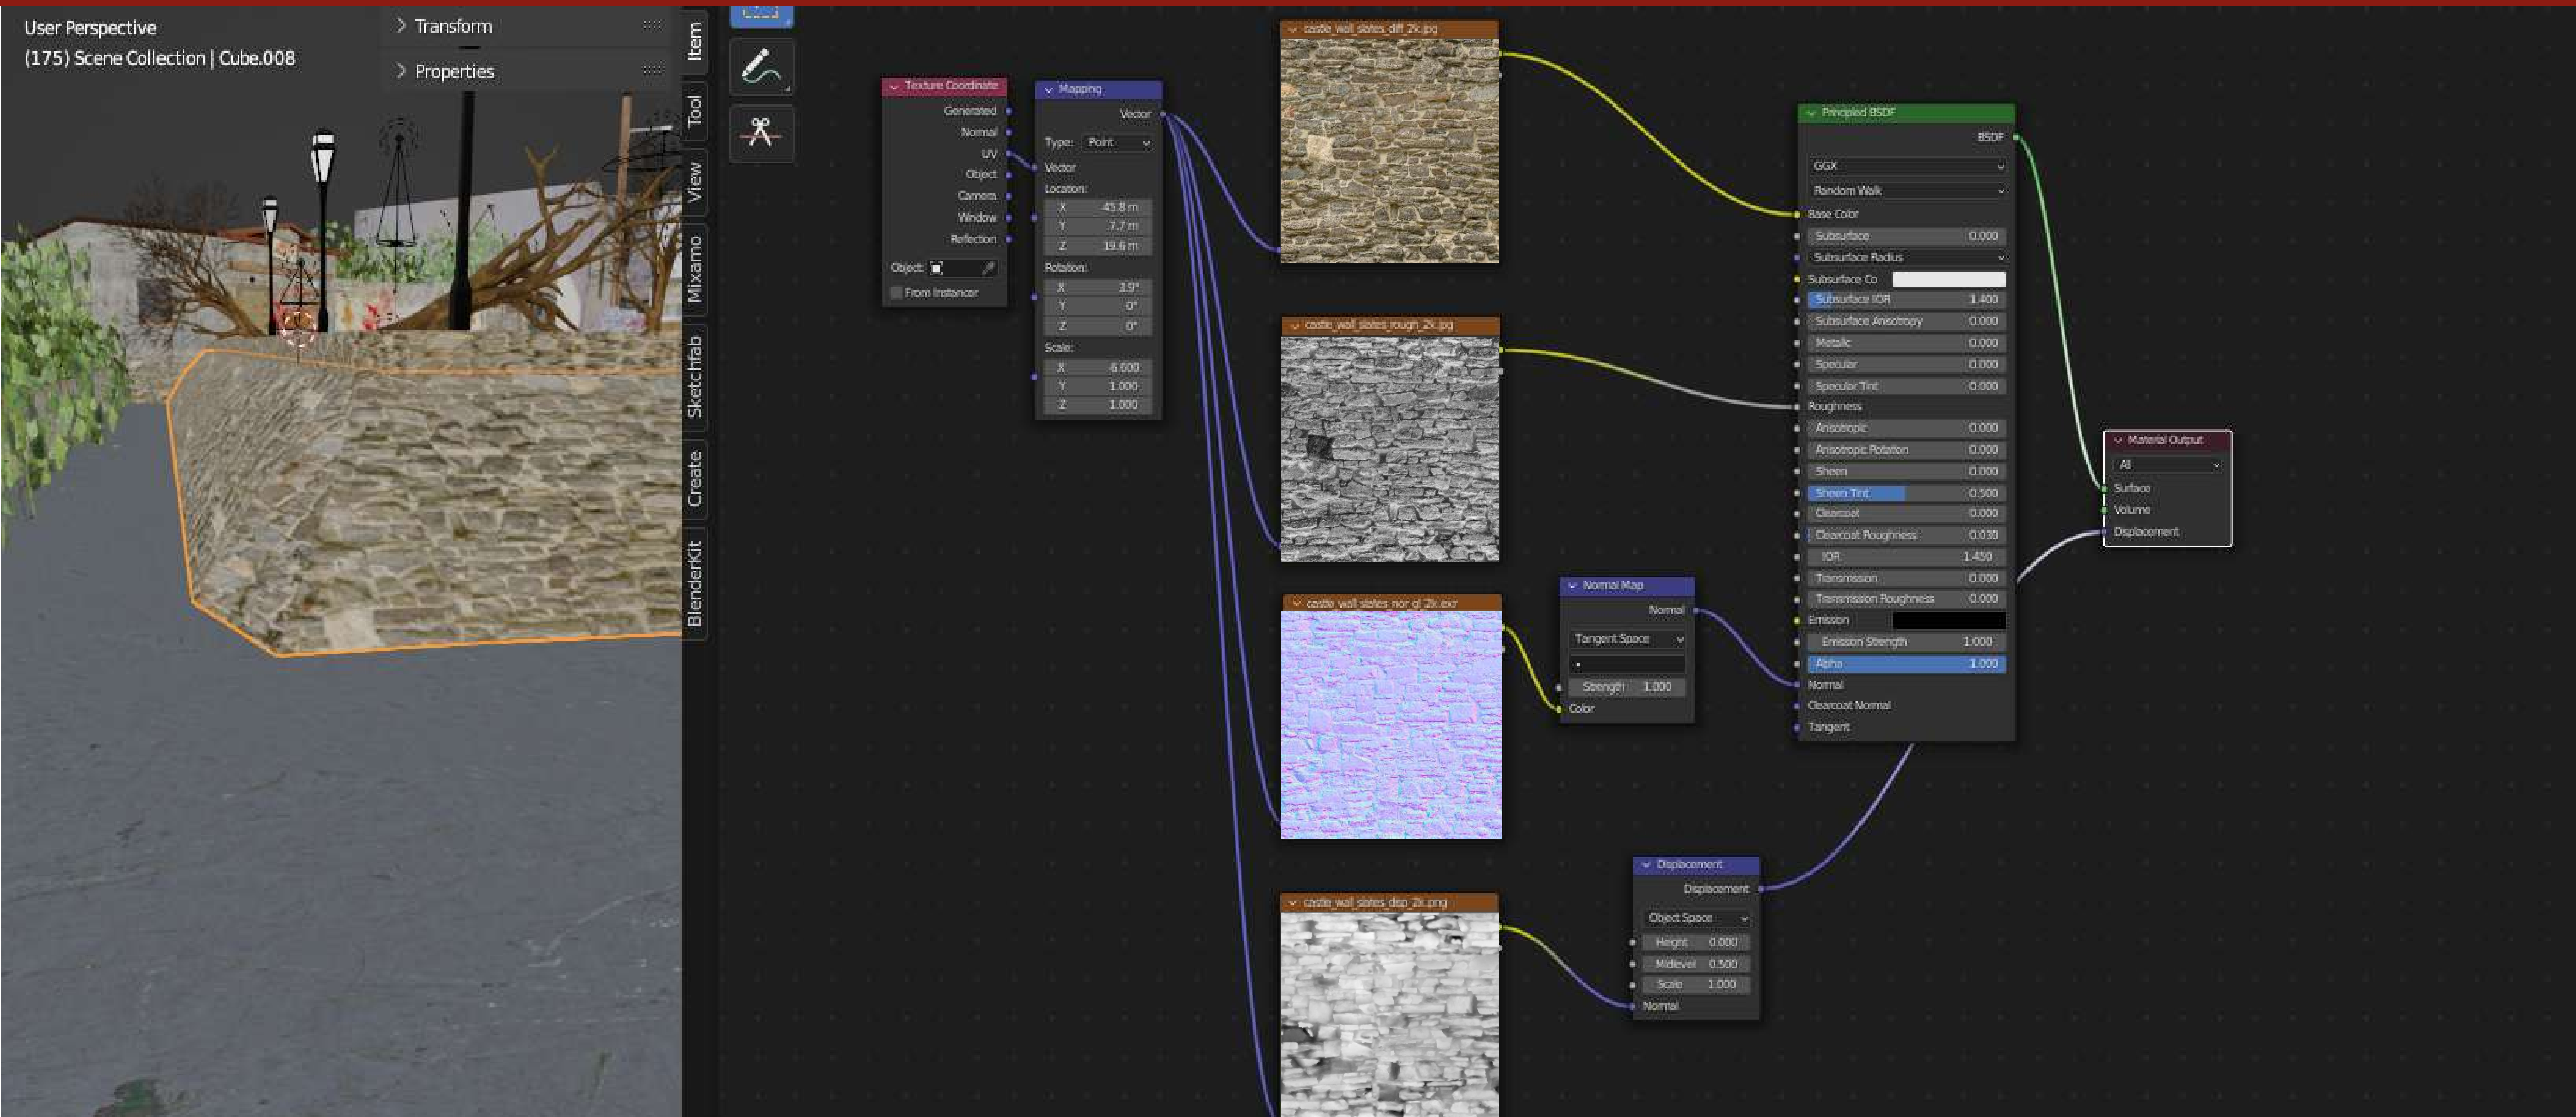 User Perspective
(175) Scene Collection | Cube.008
Transform
Properties
Item
Tool
View
Mixamo
Sketchfab
Create
BlenderKit
Texture Coordinate
Generated
Normal
UV
Object
Camera
Window
Reflection
Object:
From Instancer
Mapping
Vector
Type: Point
Vector
Location:
X 45.8 m
Y 7.7 m
Z 19.6 m
Rotation:
X 3.9°
Y 0°
Z 0°
Scale:
X 6.600
Y 1.000
Z 1.000
castle_wall_slates_diff_2k.jpg
castle_wall_slates_rough_2k.jpg
castle_wall_slates_nor_gl_2k.exr
castle_wall_slates_disp_2k.png
Normal Map
Normal
Tangent Space
Strength 1.000
Color
Displacement
Displacement
Object Space
Height 0.000
Midlevel 0.500
Scale 1.000
Normal
Principled BSDF
BSDF
GGX
Random Walk
Base Color
Subsurface 0.000
Subsurface Radius
Subsurface Co
Subsurface IOR 1.400
Subsurface Anisotropy 0.000
Metallic 0.000
Specular 0.000
Specular Tint 0.000
Roughness
Anisotropic 0.000
Anisotropic Rotation 0.000
Sheen 0.000
Sheen Tint 0.500
Clearcoat 0.000
Clearcoat Roughness 0.030
IOR 1.450
Transmission 0.000
Transmission Roughness 0.000
Emission
Emission Strength 1.000
Alpha 1.000
Normal
Clearcoat Normal
Tangent
Material Output
All
Surface
Volume
Displacement